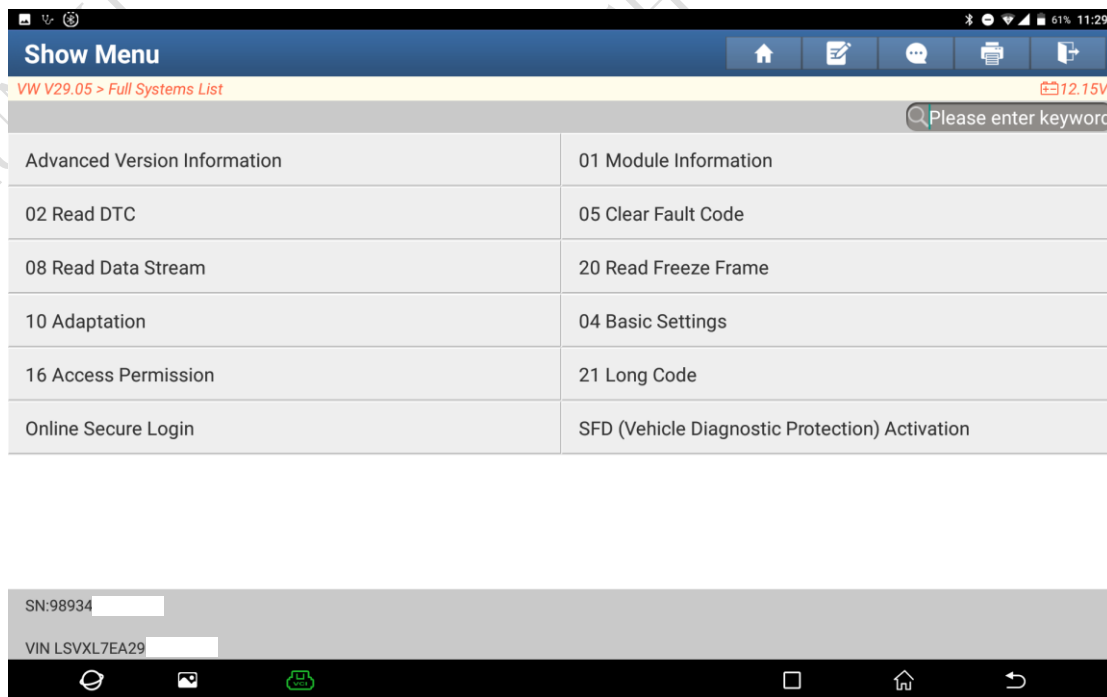 61% 11:29
Show Menu
VW V29.05 > Full Systems List
12.15V
Please enter keyword
Advanced Version Information
01 Module Information
02 Read DTC
05 Clear Fault Code
08 Read Data Stream
20 Read Freeze Frame
10 Adaptation
04 Basic Settings
16 Access Permission
21 Long Code
Online Secure Login
SFD (Vehicle Diagnostic Protection) Activation
SN:98934
VIN LSVXL7EA29
VCI